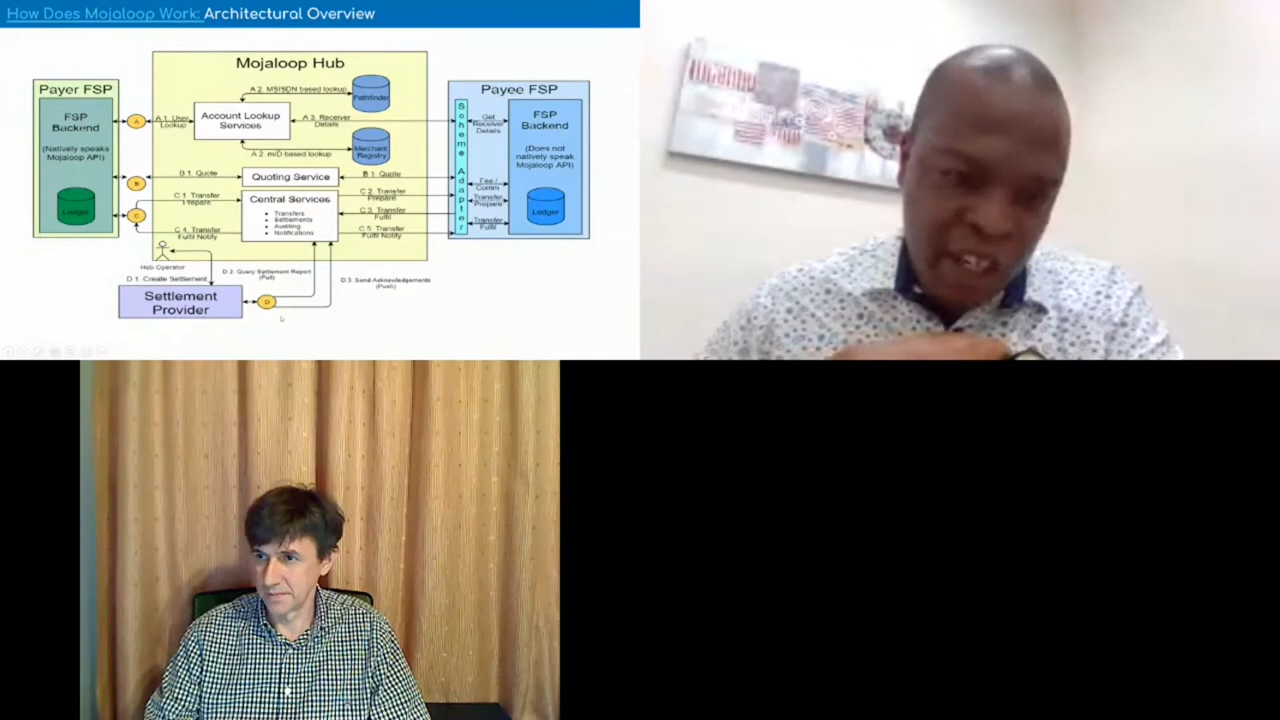 How Does Mojaloop Work: Architectural Overview
Mojaloop Hub
Payer FSP
FSP
Backend
(Natively speaks
Mojaloop API)
Ledger
A
B
C
A 1. User
Lookup
A 2. MSISDN based lookup
Pathfinder
Account Lookup
Services
A 3. Receiver
Details
A 2. mID based lookup
Merchant
Registry
B 1. Quote
Quoting Service
B 1. Quote
C 1. Transfer
Prepare
Central Services
• Transfers
• Settlements
• Auditing
• Notifications
C 2. Transfer
Prepare
C 3. Transfer
Fulfil
C 4. Transfer
Fulfil Notify
C 5. Transfer
Fulfil Notify
Payee FSP
Scheme Adapter
Get
Receiver
Details
Fee /
Comm
Transfer
Prepare
Transfer
Fulfil
FSP
Backend
(Does not
natively speak
Mojaloop API)
Ledger
Hub Operator
D 1. Create Settlement
D 2. Query Settlement Report
(Pull)
D 3. Send Acknowledgements
(Push)
Settlement
Provider
D